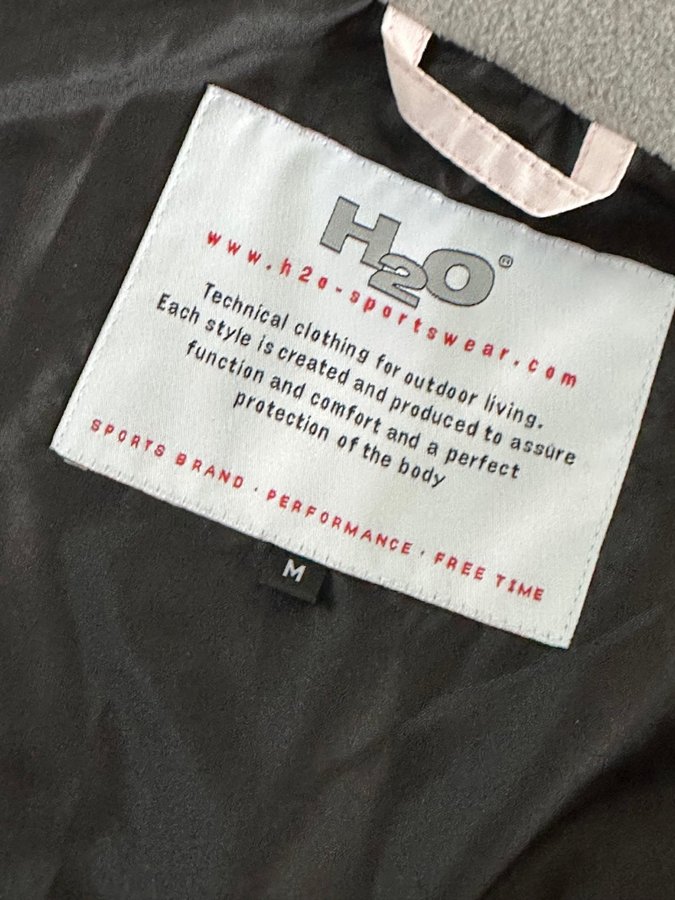 H2O®
www.h2o-sportswear.com
Technical clothing for outdoor living.
Each style is created and produced to assure
function and comfort and a perfect
protection of the body
SPORTS BRAND · PERFORMANCE · FREE TIME
M